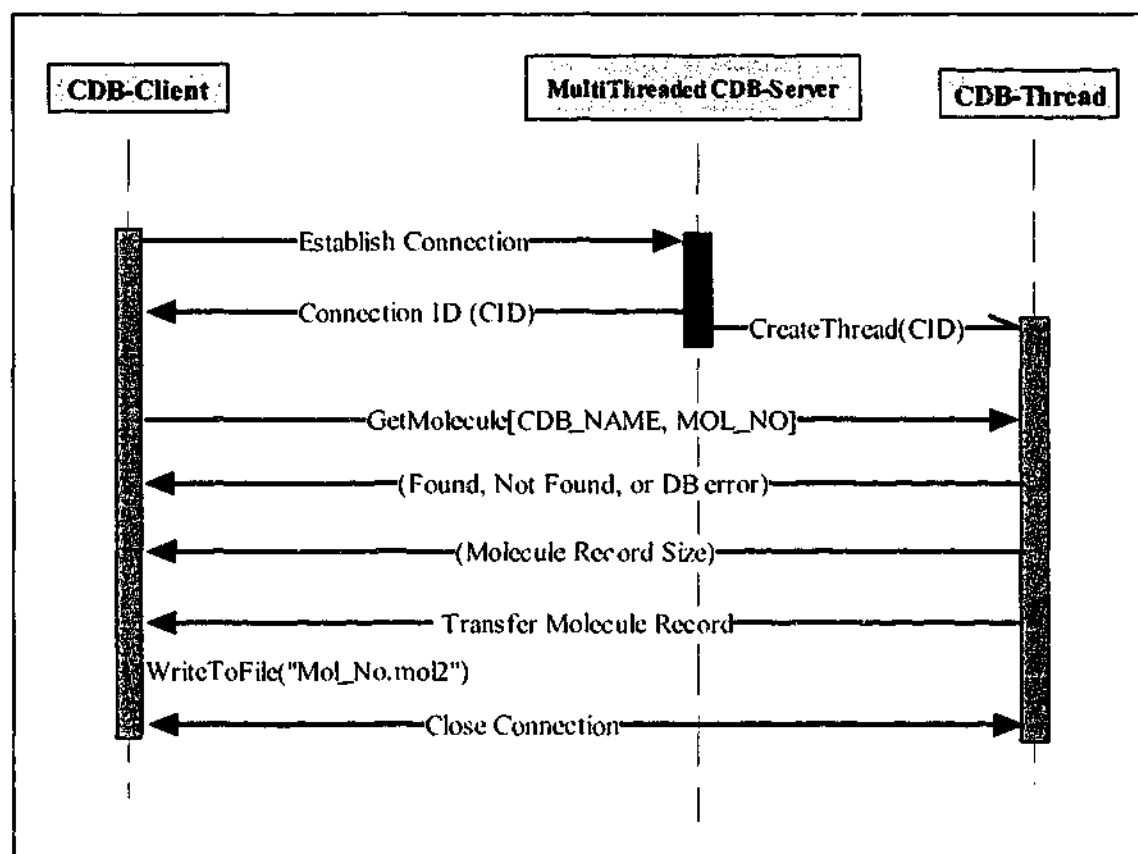 CDB-Client
MultiThreaded CDB-Server
CDB-Thread
Establish Connection
Connection ID (CID)
CreateThread(CID)
GetMolecule[CDB_NAME, MOL_NO]
(Found, Not Found, or DB error)
(Molecule Record Size)
Transfer Molecule Record
WriteToFile("Mol_No.mol2")
Close Connection